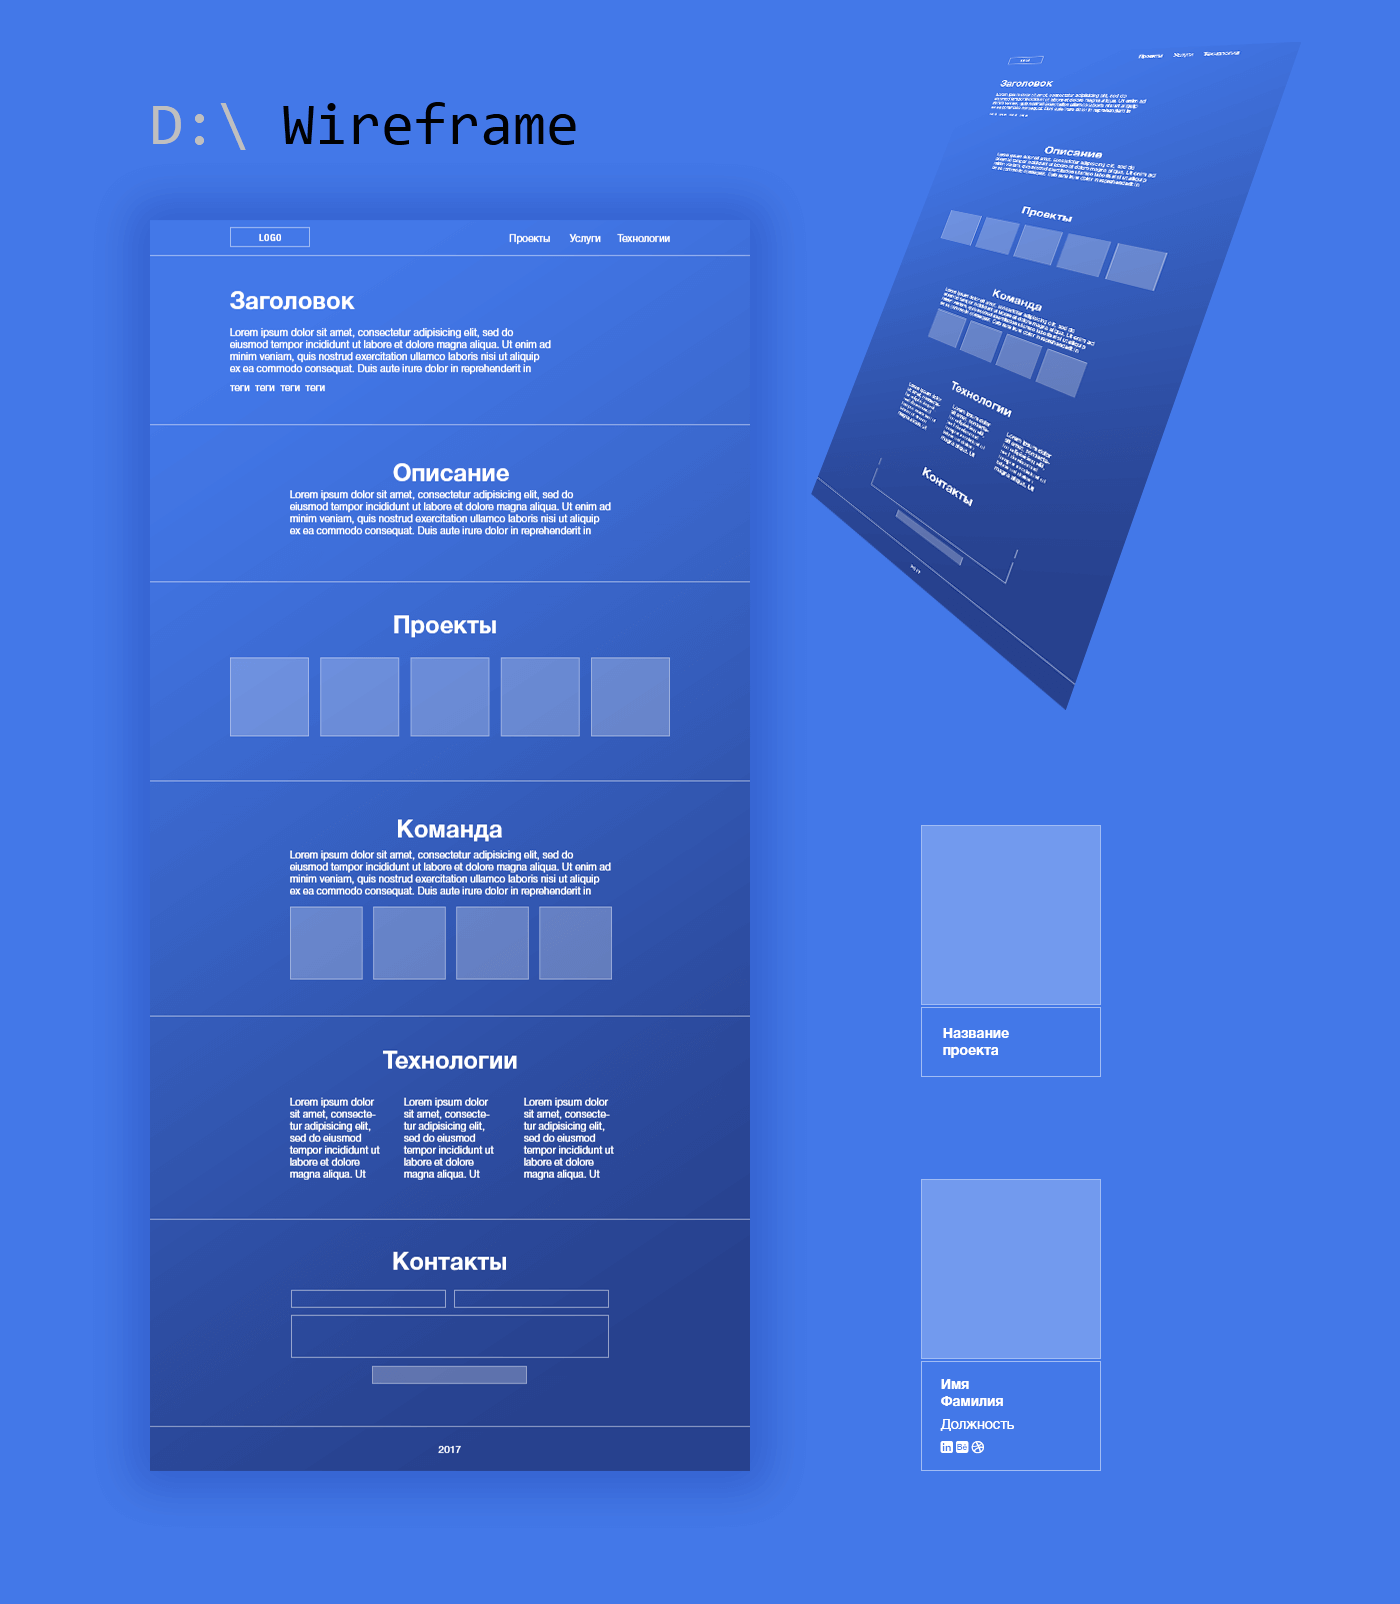 D:\ Wireframe
LOGO
Проекты Услуги Технологии
Заголовок
Lorem ipsum dolor sit amet, consectetur adipisicing elit, sed do
eiusmod tempor incididunt ut labore et dolore magna aliqua. Ut enim ad
minim veniam, quis nostrud exercitation ullamco laboris nisi ut aliquip
ex ea commodo consequat. Duis aute irure dolor in reprehenderit in
теги теги теги теги
Описание
Lorem ipsum dolor sit amet, consectetur adipisicing elit, sed do
eiusmod tempor incididunt ut labore et dolore magna aliqua. Ut enim ad
minim veniam, quis nostrud exercitation ullamco laboris nisi ut aliquip
ex ea commodo consequat. Duis aute irure dolor in reprehenderit in
Проекты
Команда
Lorem ipsum dolor sit amet, consectetur adipisicing elit, sed do
eiusmod tempor incididunt ut labore et dolore magna aliqua. Ut enim ad
minim veniam, quis nostrud exercitation ullamco laboris nisi ut aliquip
ex ea commodo consequat. Duis aute irure dolor in reprehenderit in
Технологии
Lorem ipsum dolor
sit amet, consecte-
tur adipisicing elit,
sed do eiusmod
tempor incididunt ut
labore et dolore
magna aliqua. Ut
Lorem ipsum dolor
sit amet, consecte-
tur adipisicing elit,
sed do eiusmod
tempor incididunt ut
labore et dolore
magna aliqua. Ut
Lorem ipsum dolor
sit amet, consecte-
tur adipisicing elit,
sed do eiusmod
tempor incididunt ut
labore et dolore
magna aliqua. Ut
Контакты
2017
Проекты Услуги Технологии
Заголовок
Описание
Проекты
Команда
Технологии
Контакты
Название
проекта
Имя
Фамилия
Должность
in Bē